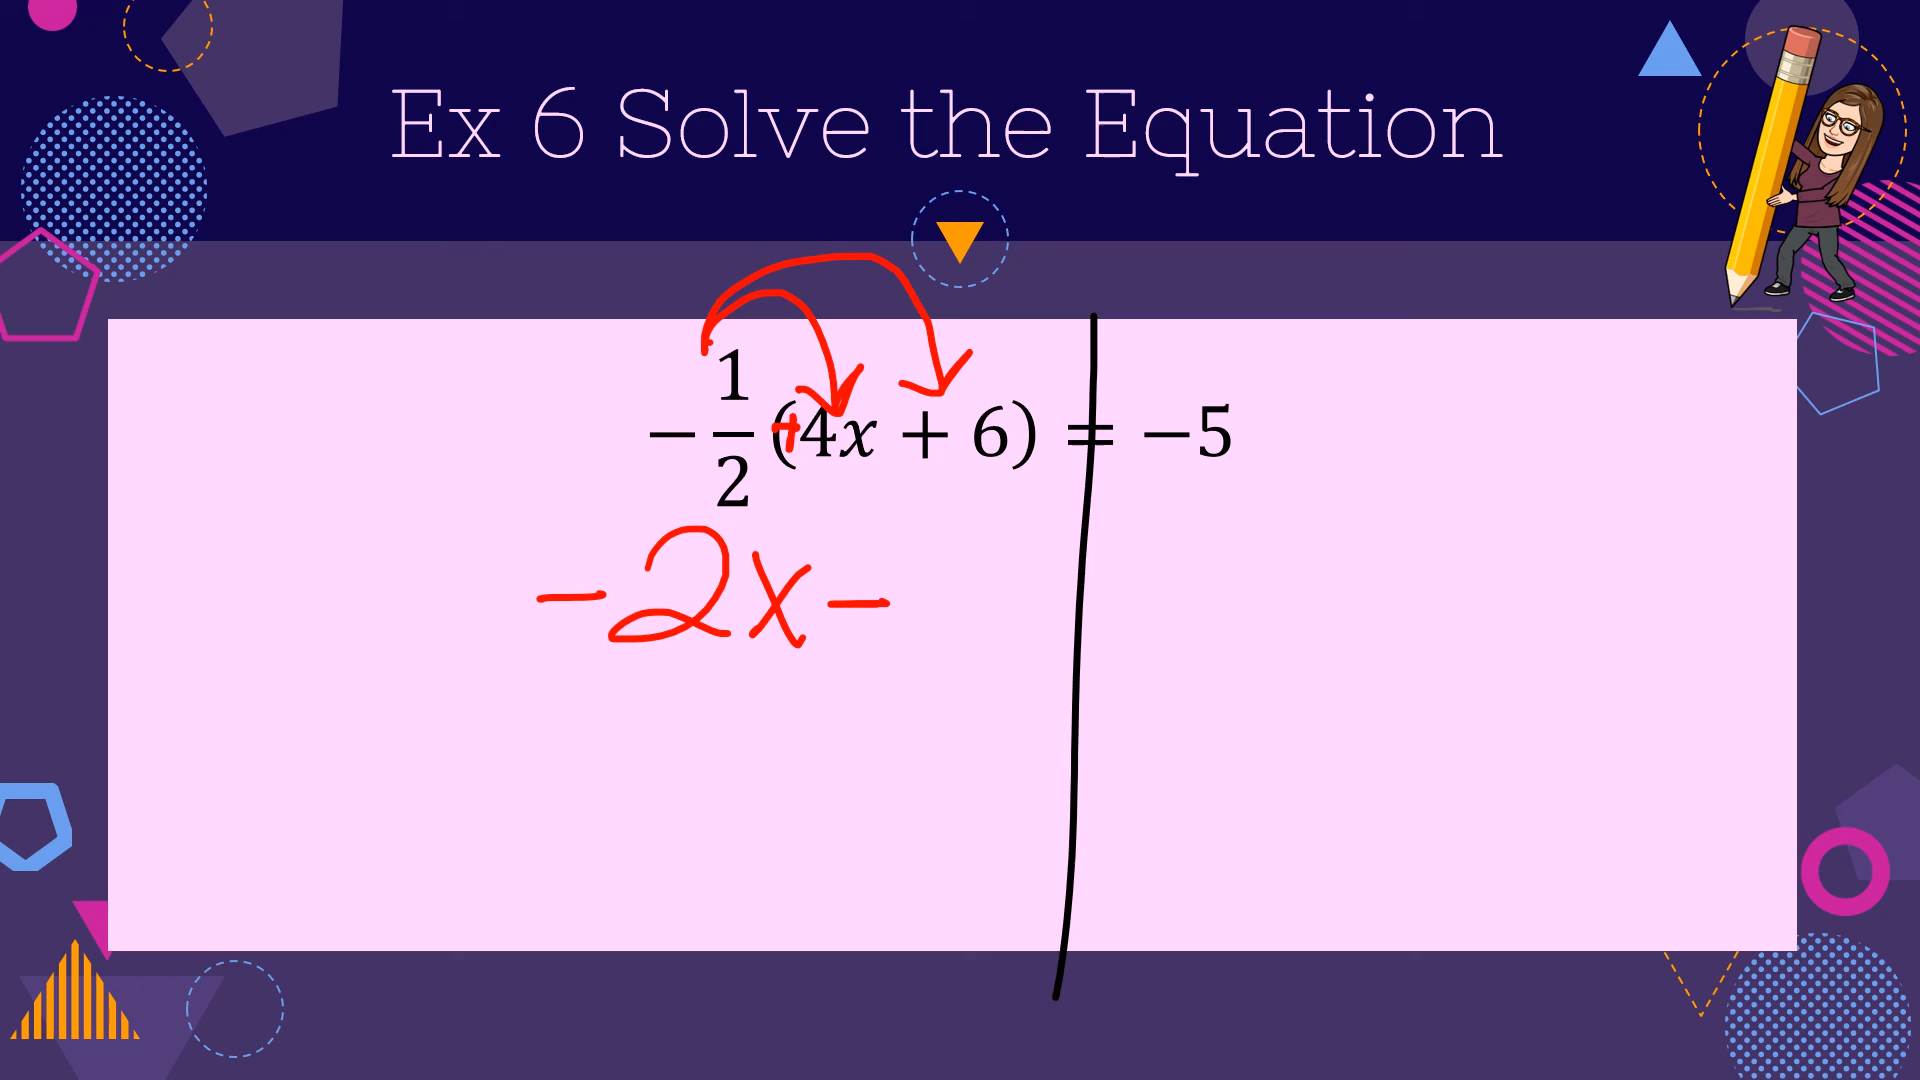 Ex 6 Solve the Equation
−1/2(+4x + 6) = −5
−2x−